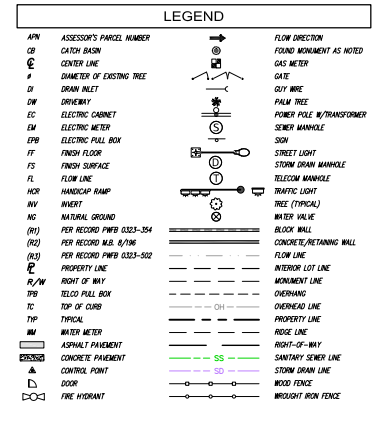 LEGEND
APN ASSESSOR'S PARCEL NUMBER FLOW DIRECTION
CB CATCH BASIN FOUND MONUMENT AS NOTED
℄ CENTER LINE GAS METER
ø DIAMETER OF EXISTING TREE GATE
DI DRAIN INLET GUY WIRE
DW DRIVEWAY PALM TREE
EC ELECTRIC CABINET POWER POLE W/TRANSFORMER
EM ELECTRIC METER S SEWER MANHOLE
EPB ELECTRIC PULL BOX SIGN
FF FINISH FLOOR STREET LIGHT
FS FINISH SURFACE D STORM DRAIN MANHOLE
FL FLOW LINE T TELECOM MANHOLE
HCR HANDICAP RAMP TRAFFIC LIGHT
INV INVERT TREE (TYPICAL)
NG NATURAL GROUND WATER VALVE
(R1) PER RECORD PWFB 0323-354 BLOCK WALL
(R2) PER RECORD M.B. 8/196 CONCRETE/RETAINING WALL
(R3) PER RECORD PWFB 0323-502 FLOW LINE
PL PROPERTY LINE INTERIOR LOT LINE
R/W RIGHT OF WAY MONUMENT LINE
TPB TELCO PULL BOX OVERHANG
TC TOP OF CURB OH OVERHEAD LINE
TYP TYPICAL PROPERTY LINE
WM WATER METER RIDGE LINE
ASPHALT PAVEMENT RIGHT-OF-WAY
CONCRETE PAVEMENT SS SANITARY SEWER LINE
CONTROL POINT SD STORM DRAIN LINE
DOOR WOOD FENCE
FIRE HYDRANT WROUGHT IRON FENCE